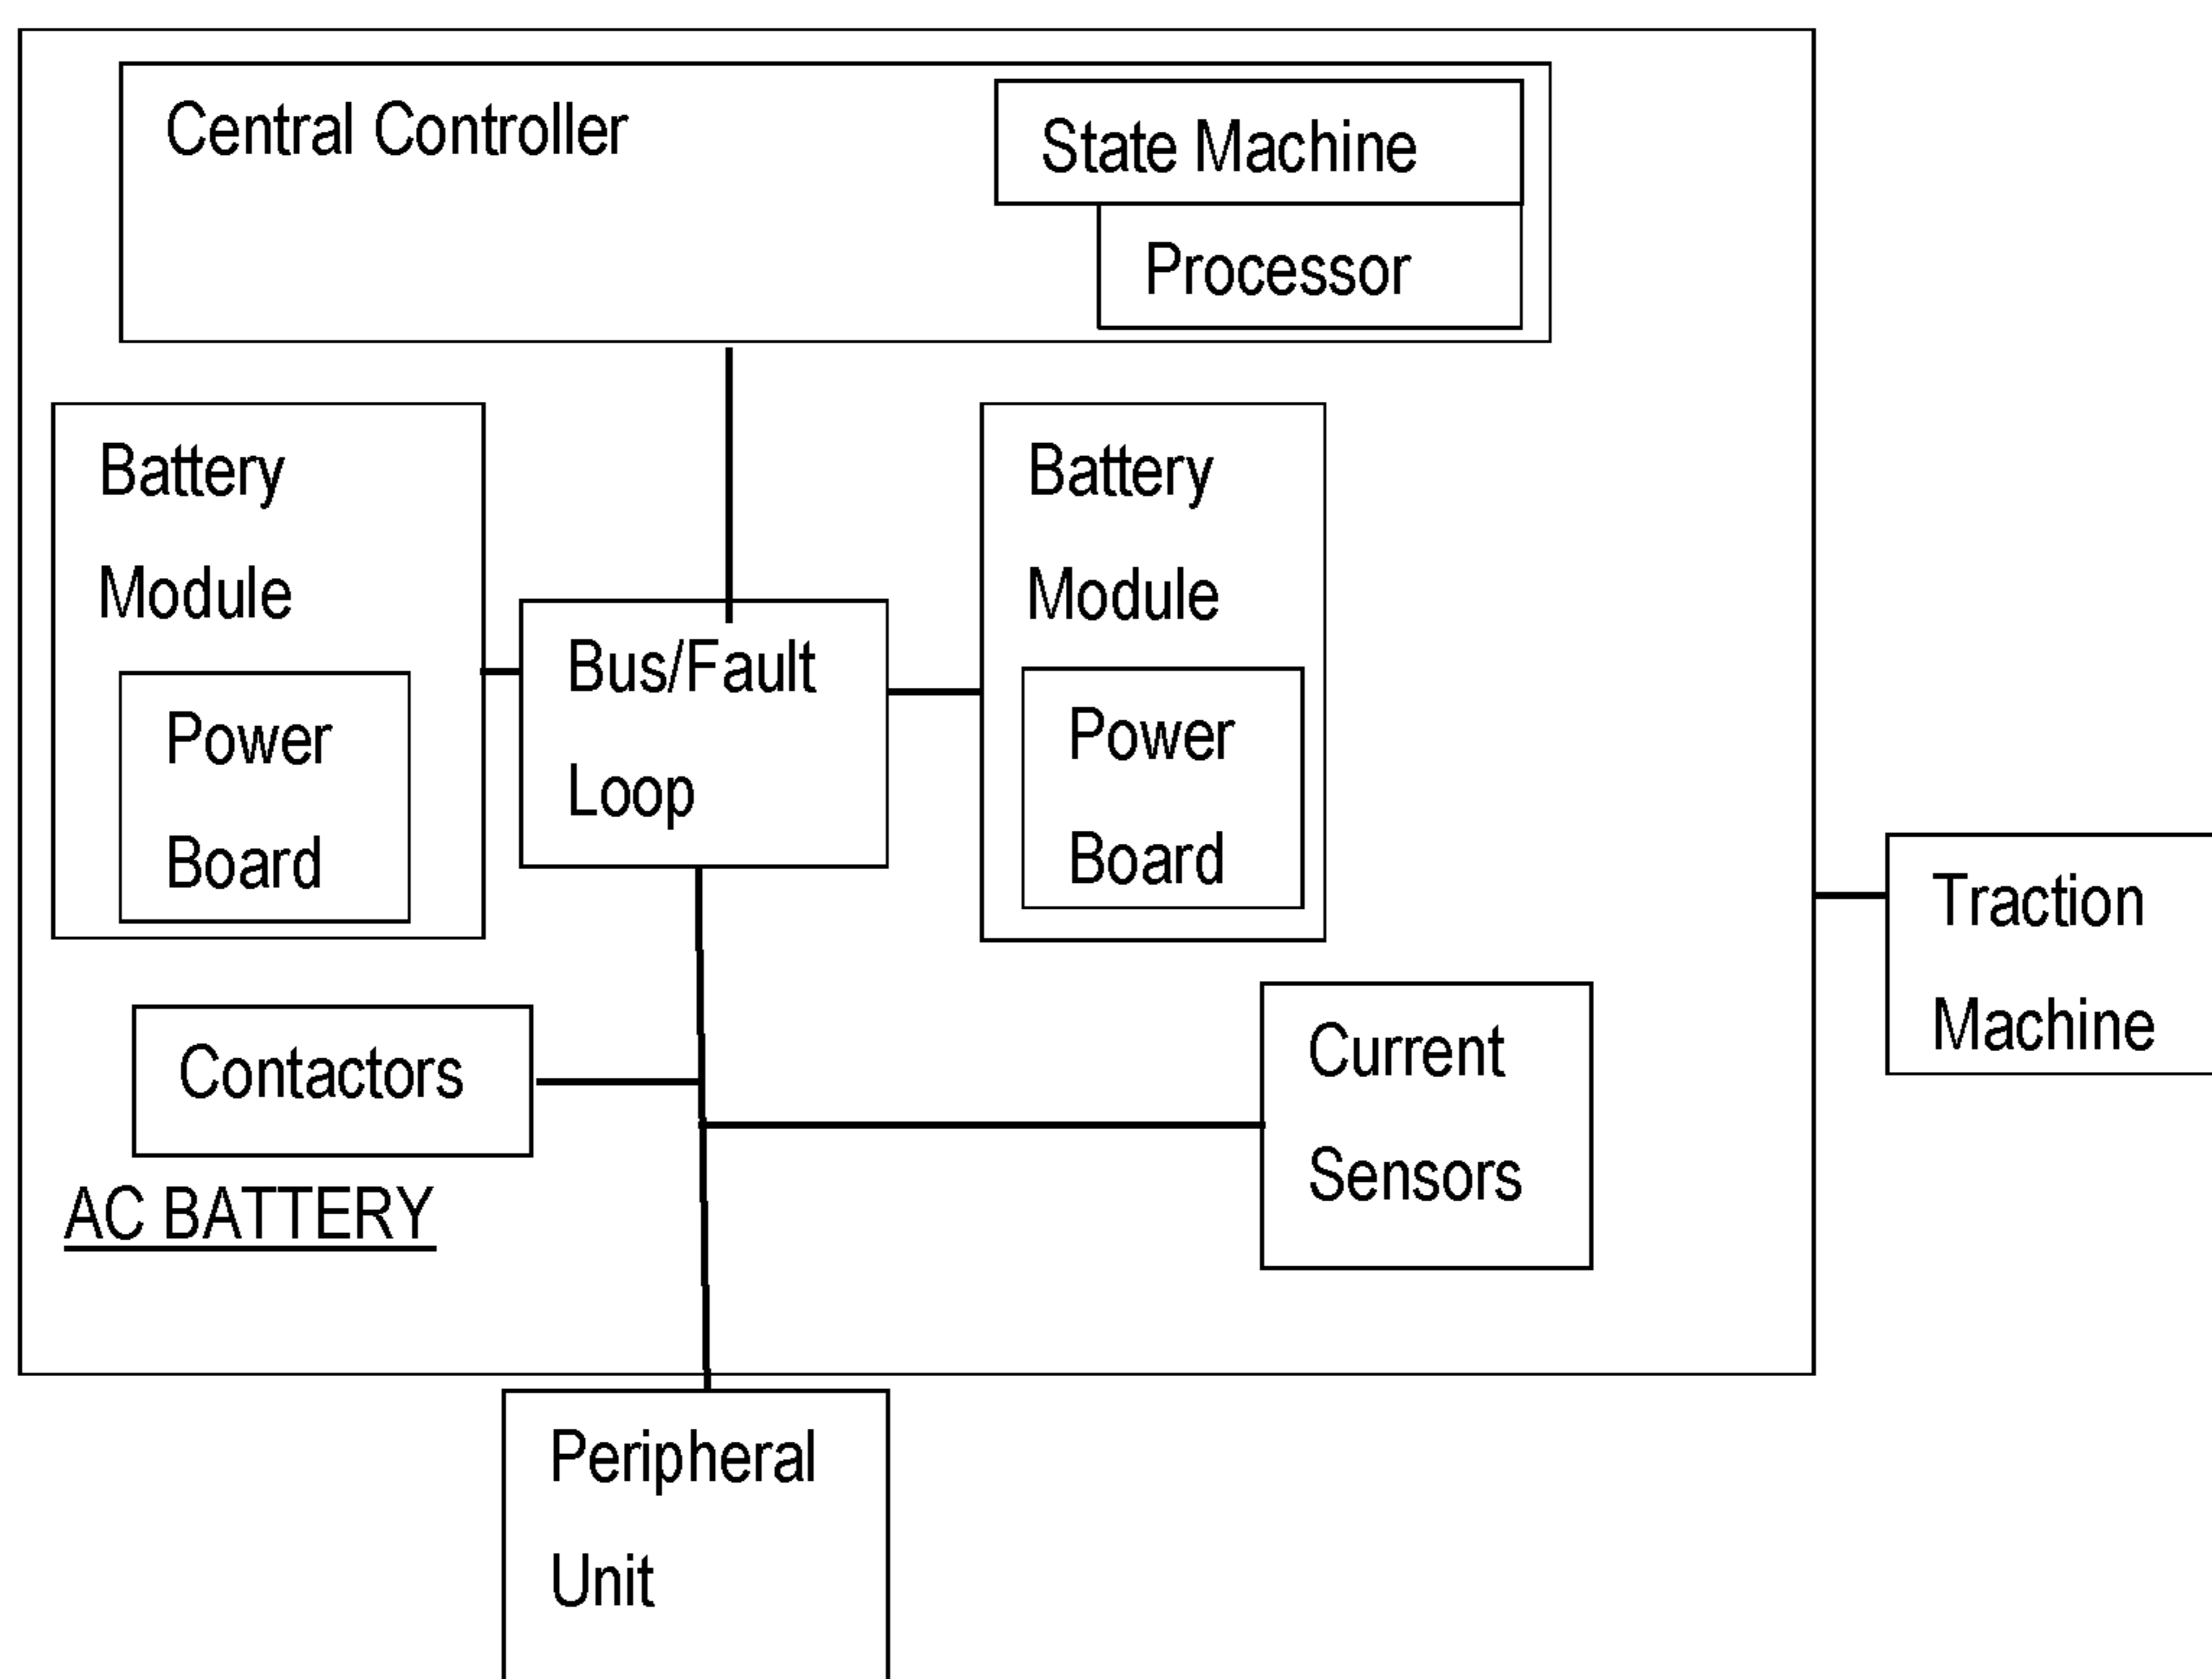 Central Controller
State Machine
Processor
Battery
Module
Power
Board
Bus/Fault
Loop
Battery
Module
Power
Board
Traction
Machine
Contactors
Current
Sensors
AC BATTERY
Peripheral
Unit